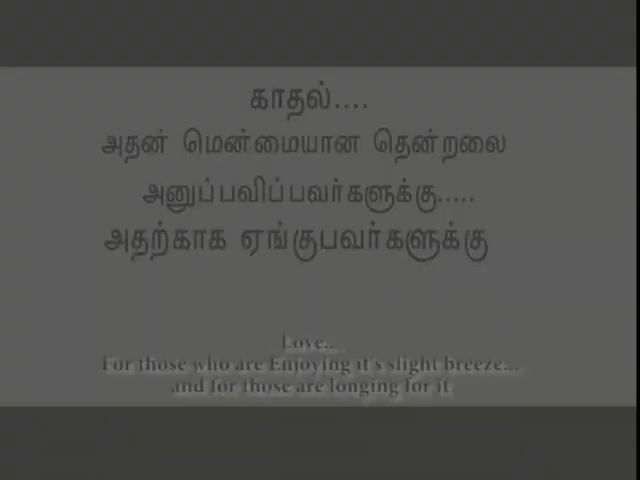 காதல்....
அதன் மென்மையான தென்றலை
அனுப்பவிப்பவர்களுக்கு.....
அதற்காக ஏங்குபவர்களுக்கு
Love...
For those who are Enjoying it's slight breeze...
and for those are longing for it